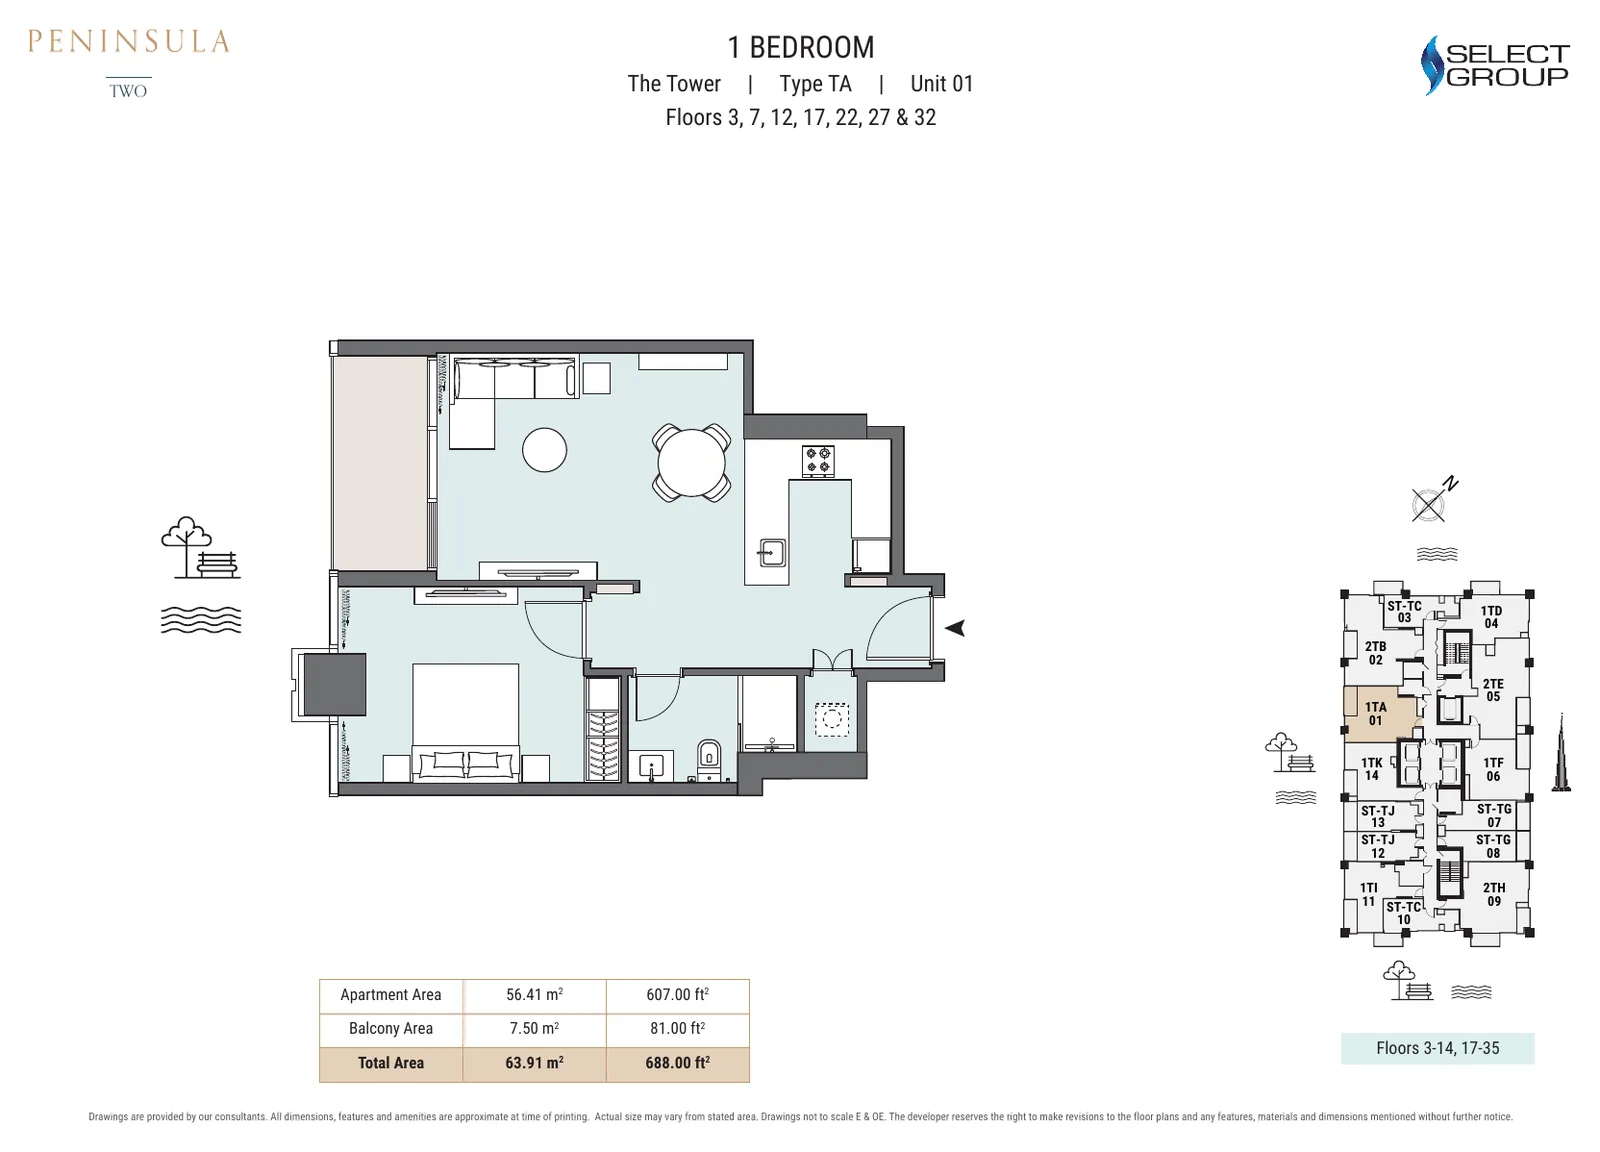 PENINSULA
TWO
1 BEDROOM
The Tower | Type TA | Unit 01
Floors 3, 7, 12, 17, 22, 27 & 32
SELECT
GROUP
N
ST-TC
03
1TD
04
2TB
02
2TE
05
1TA
01
1TK
14
1TF
06
ST-TJ
13
ST-TG
07
ST-TJ
12
ST-TG
08
1TI
11
2TH
09
ST-TC
10
Floors 3-14, 17-35
Apartment Area 56.41 m² 607.00 ft²
Balcony Area 7.50 m² 81.00 ft²
Total Area 63.91 m² 688.00 ft²
Drawings are provided by our consultants. All dimensions, features and amenities are approximate at time of printing. Actual size may vary from stated area. Drawings not to scale E & OE. The developer reserves the right to make revisions to the floor plans and any features, materials and dimensions mentioned without further notice.